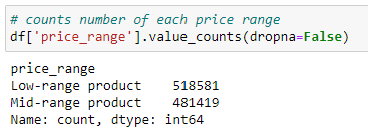 # counts number of each price range
df['price_range'].value_counts(dropna=False)
price_range
Low-range product    518581
Mid-range product    481419
Name: count, dtype: int64